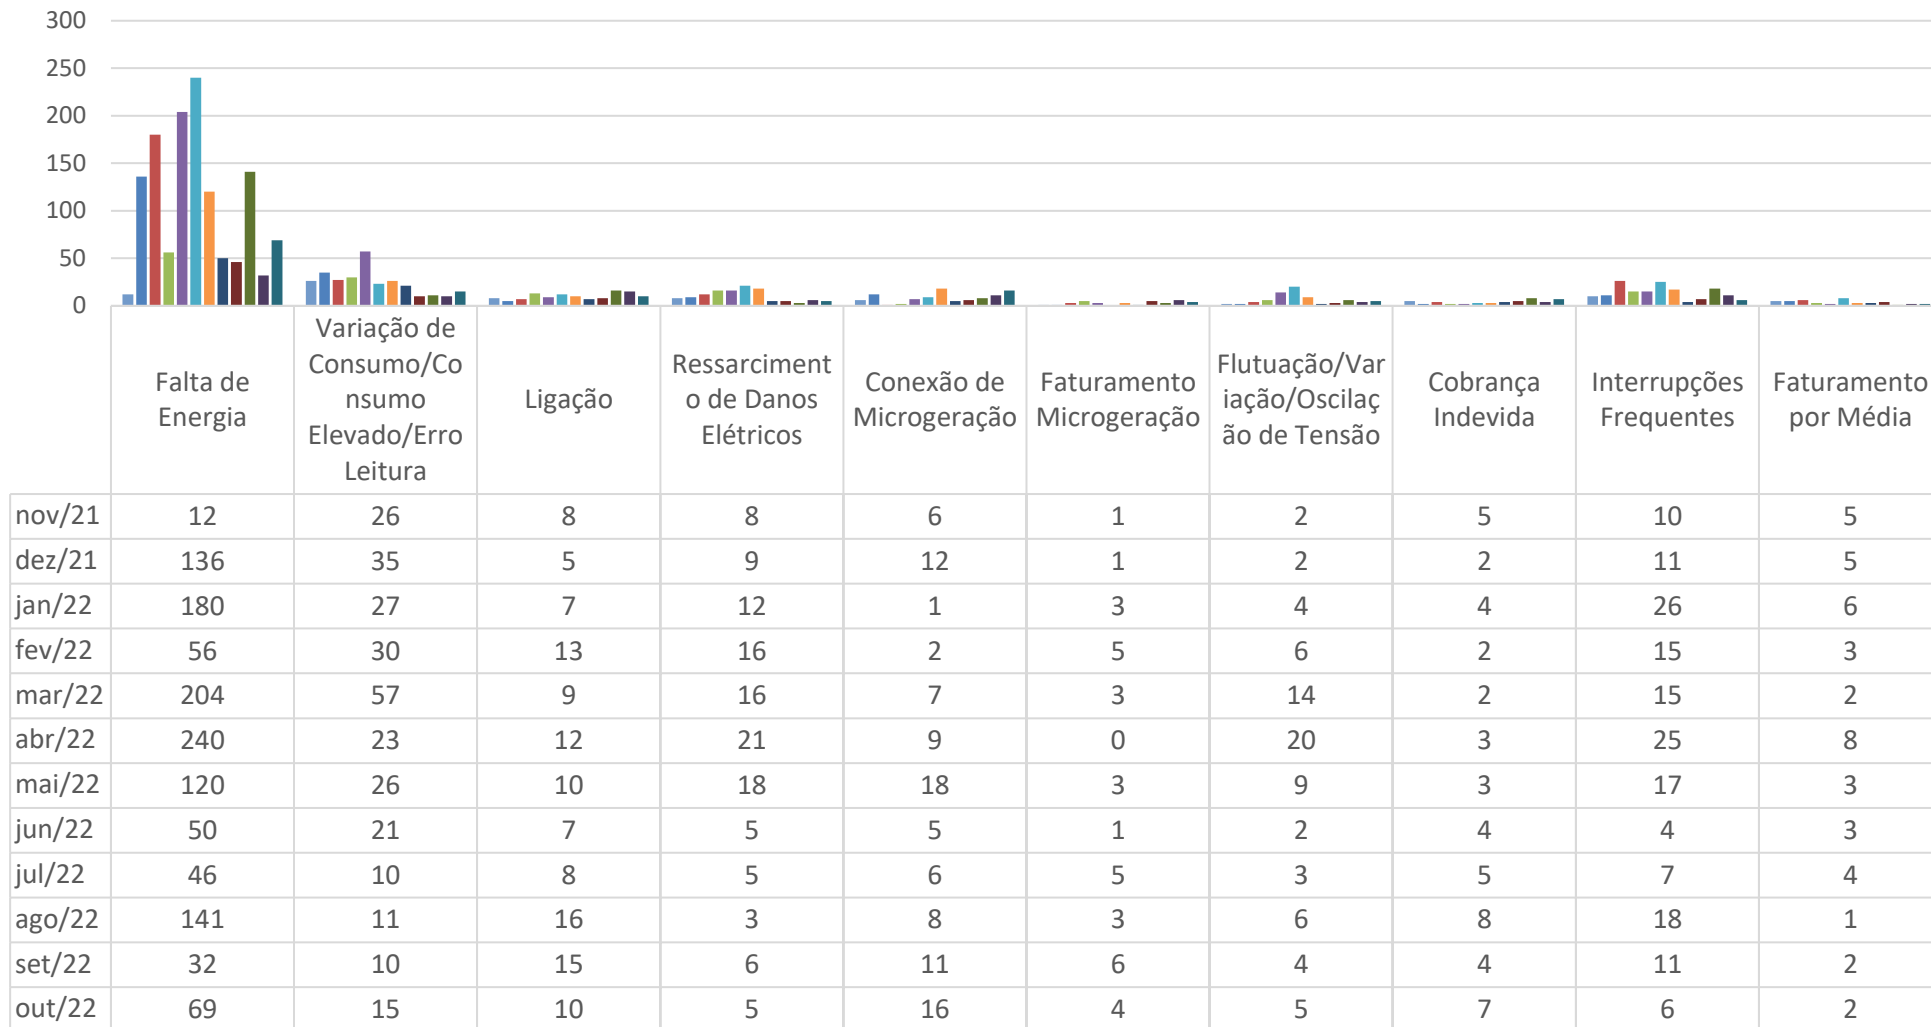 300
250
200
150
100
50
0
Falta de
Energia
Variação de
Consumo/Co
nsumo
Elevado/Erro
Leitura
Ligação
Ressarciment
o de Danos
Elétricos
Conexão de
Microgeração
Faturamento
Microgeração
Flutuação/Var
iação/Oscilaç
ão de Tensão
Cobrança
Indevida
Interrupções
Frequentes
Faturamento
por Média
nov/21 12 26 8 8 6 1 2 5 10 5
dez/21 136 35 5 9 12 1 2 2 11 5
jan/22 180 27 7 12 1 3 4 4 26 6
fev/22 56 30 13 16 2 5 6 2 15 3
mar/22 204 57 9 16 7 3 14 2 15 2
abr/22 240 23 12 21 9 0 20 3 25 8
mai/22 120 26 10 18 18 3 9 3 17 3
jun/22 50 21 7 5 5 1 2 4 4 3
jul/22 46 10 8 5 6 5 3 5 7 4
ago/22 141 11 16 3 8 3 6 8 18 1
set/22 32 10 15 6 11 6 4 4 11 2
out/22 69 15 10 5 16 4 5 7 6 2